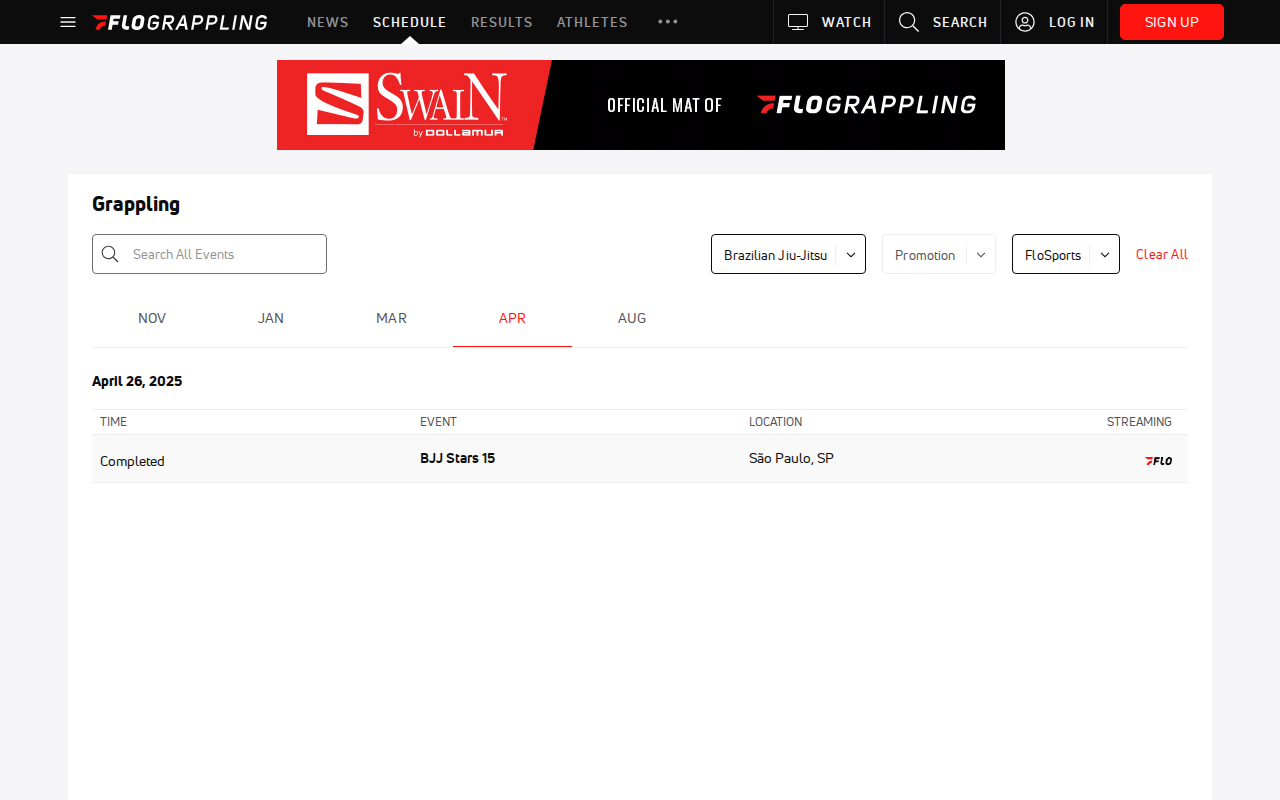 FLOGRAPPLING NEWS SCHEDULE RESULTS ATHLETES WATCH SEARCH LOG IN SIGN UP
SWAIN™
by DOLLAMUR
OFFICIAL MAT OF FLOGRAPPLING
Grappling
Search All Events Brazilian Jiu-Jitsu Promotion FloSports Clear All
NOV JAN MAR APR AUG
April 26, 2025
TIME EVENT LOCATION STREAMING
Completed BJJ Stars 15 São Paulo, SP FLO